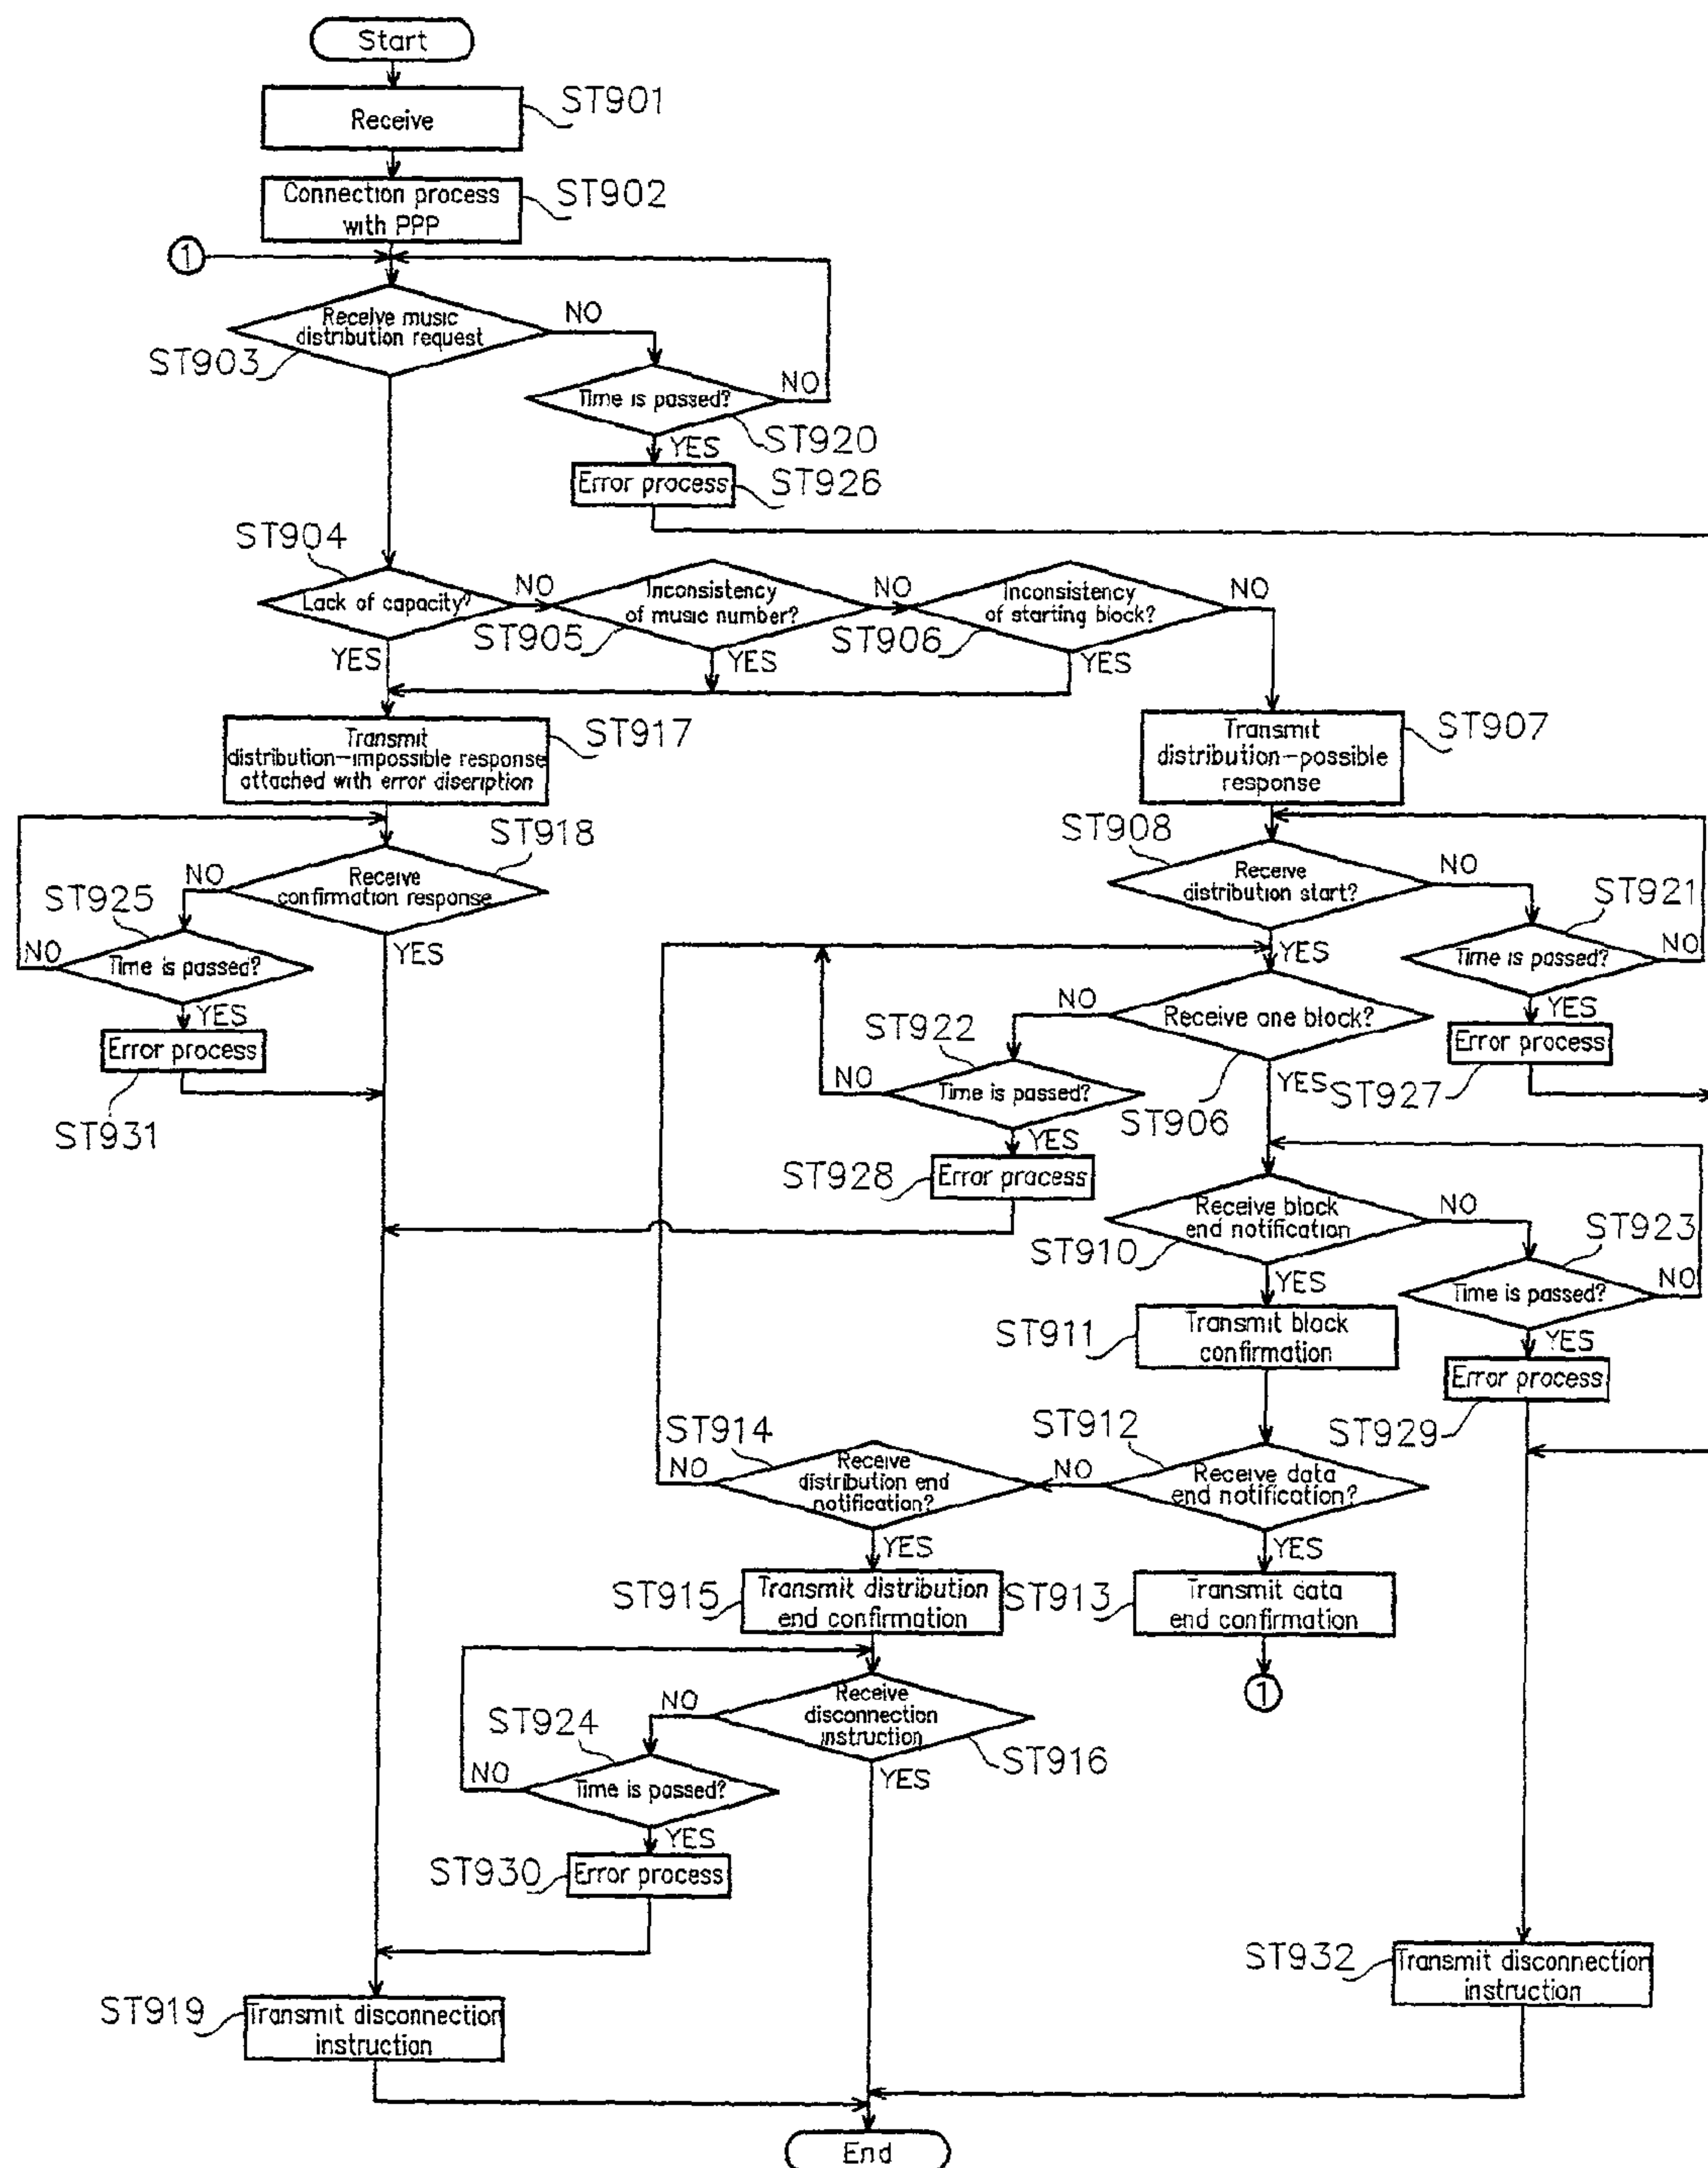 Start
Receive
ST901
Connection process
with PPP
ST902
1
Receive music
distribution request
NO
ST903
Time is passed?
NO
ST920
YES
Error process
ST926
ST904
Lack of capacity?
NO
Inconsistency
of music number?
NO
Inconsistency
of starting block?
NO
ST905
ST906
YES
YES
YES
Transmit
distribution-impossible response
attached with error discription
ST917
Transmit
distribution-possible
response
ST907
ST918
ST908
Receive
confirmation response
NO
Receive
distribution start?
NO
ST925
ST921
NO
Time is passed?
YES
YES
Time is passed?
NO
YES
Error process
ST931
Receive one block?
NO
ST922
YES
Error process
NO
Time is passed?
ST906
YES
ST927
YES
ST928
Error process
Receive block
end notification
NO
ST910
ST923
YES
Time is passed?
NO
ST911
Transmit block
confirmation
YES
Error process
ST929
ST914
ST912
NO
Receive
distribution end
notification?
NO
Receive data
end notification?
YES
YES
ST915
Transmit distribution
end confirmation
ST913
Transmit data
end confirmation
1
NO
Receive
disconnection
instruction
ST924
ST916
NO
Time is passed?
YES
YES
ST930
Error process
ST932
Transmit disconnection
instruction
ST919
Transmit disconnection
instruction
End